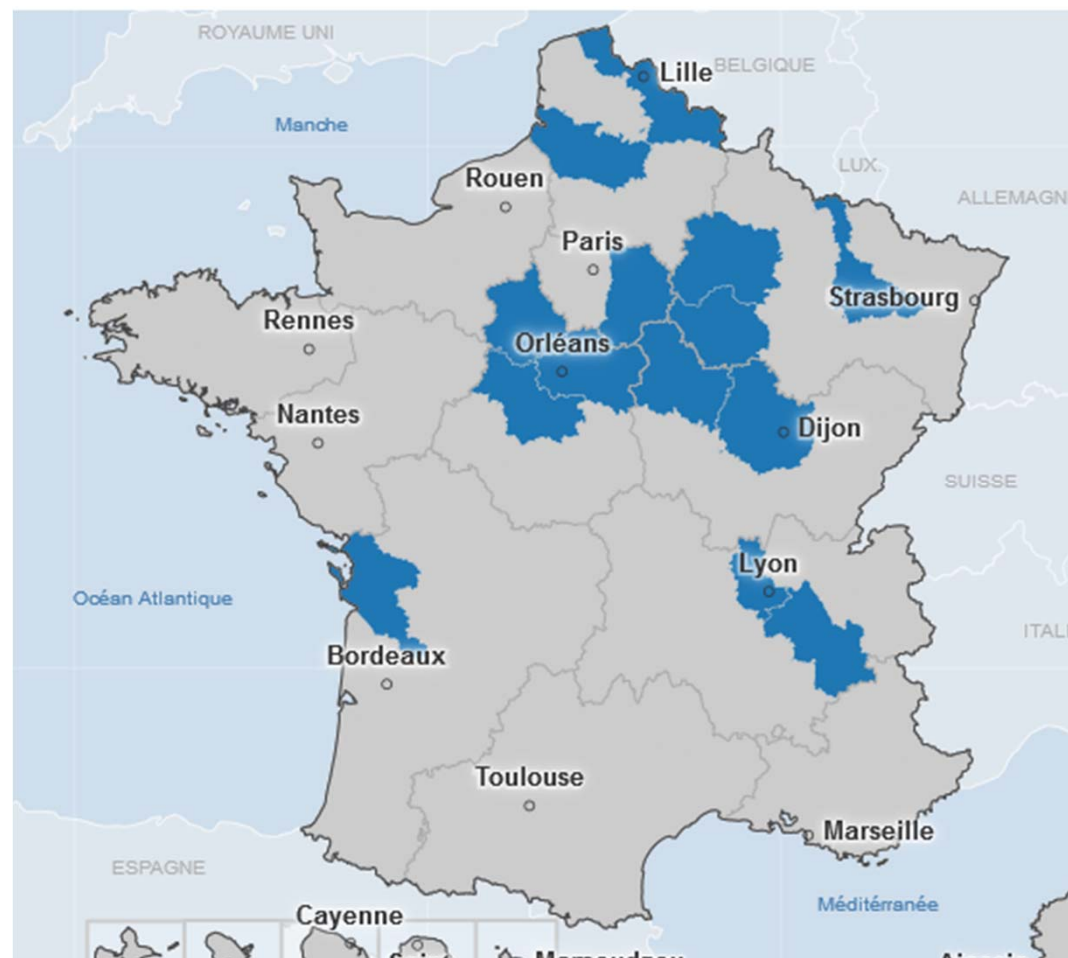 ROYAUME UNI
BELGIQUE
Lille
Manche
LUX.
Rouen
ALLEMAGN
Paris
Strasbourg
Rennes
Orléans
Nantes
Dijon
SUISSE
Lyon
Océan Atlantique
ITALI
Bordeaux
Toulouse
Marseille
ESPAGNE
Méditérranée
Cayenne